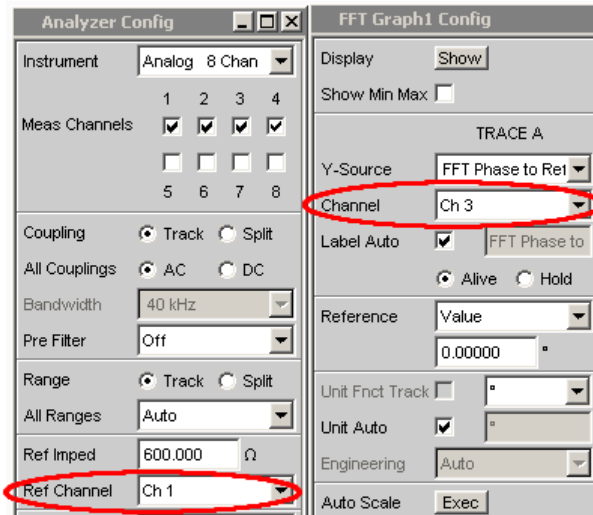 Analyzer Config
Instrument Analog 8 Chan
1 2 3 4
Meas Channels
5 6 7 8
Coupling Track Split
All Couplings AC DC
Bandwidth 40 kHz
Pre Filter Off
Range Track Split
All Ranges Auto
Ref Imped 600.000 Ω
Ref Channel Ch 1
FFT Graph1 Config
Display Show
Show Min Max
TRACE A
Y-Source FFT Phase to Ref
Channel Ch 3
Label Auto FFT Phase to
Alive Hold
Reference Value
0.00000 °
Unit Fnct Track °
Unit Auto °
Engineering Auto
Auto Scale Exec